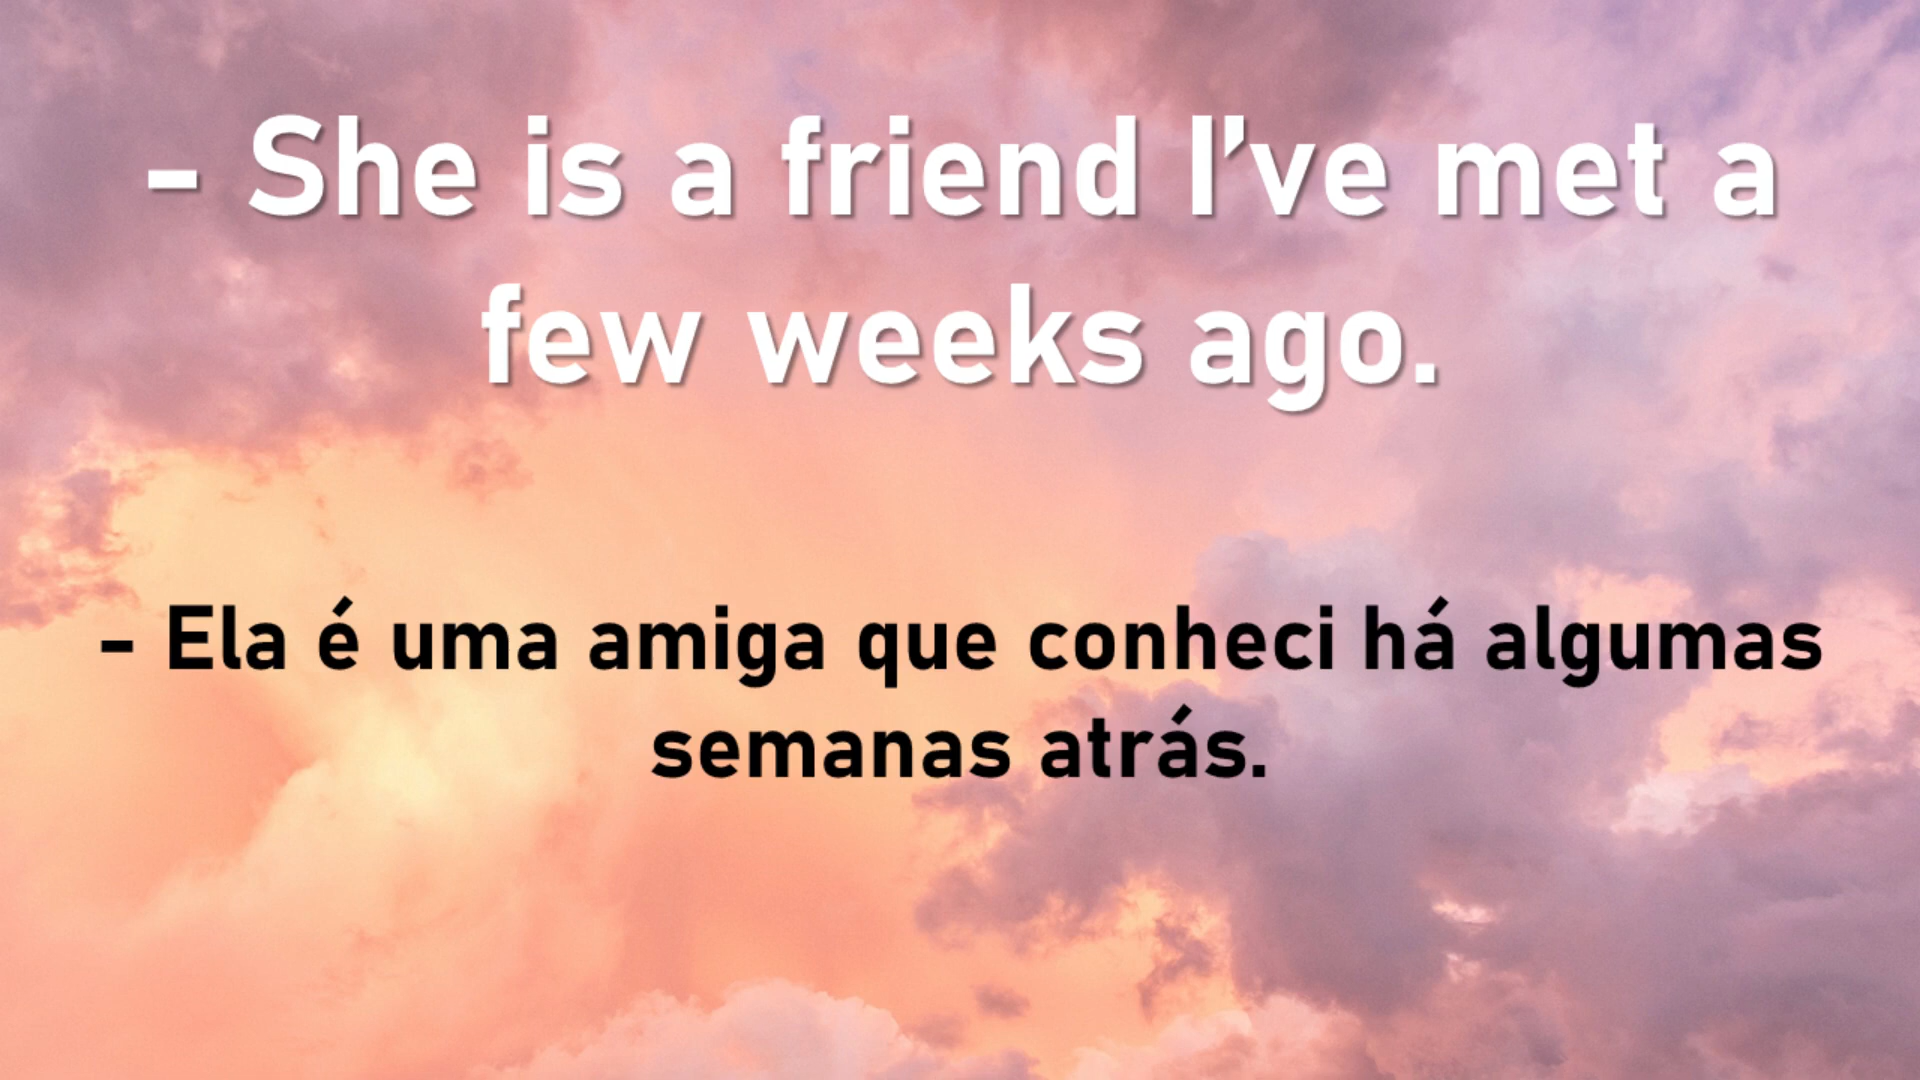 - She is a friend I’ve met a
few weeks ago.
- Ela é uma amiga que conheci há algumas
semanas atrás.